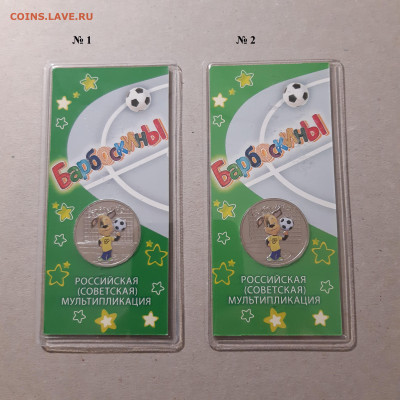 COINS.LAVE.RU
№ 1
№ 2
Барбоскины
РОССИЙСКАЯ
(СОВЕТСКАЯ)
МУЛЬТИПЛИКАЦИЯ
Барбоскины
РОССИЙСКАЯ
(СОВЕТСКАЯ)
МУЛЬТИПЛИКАЦИЯ